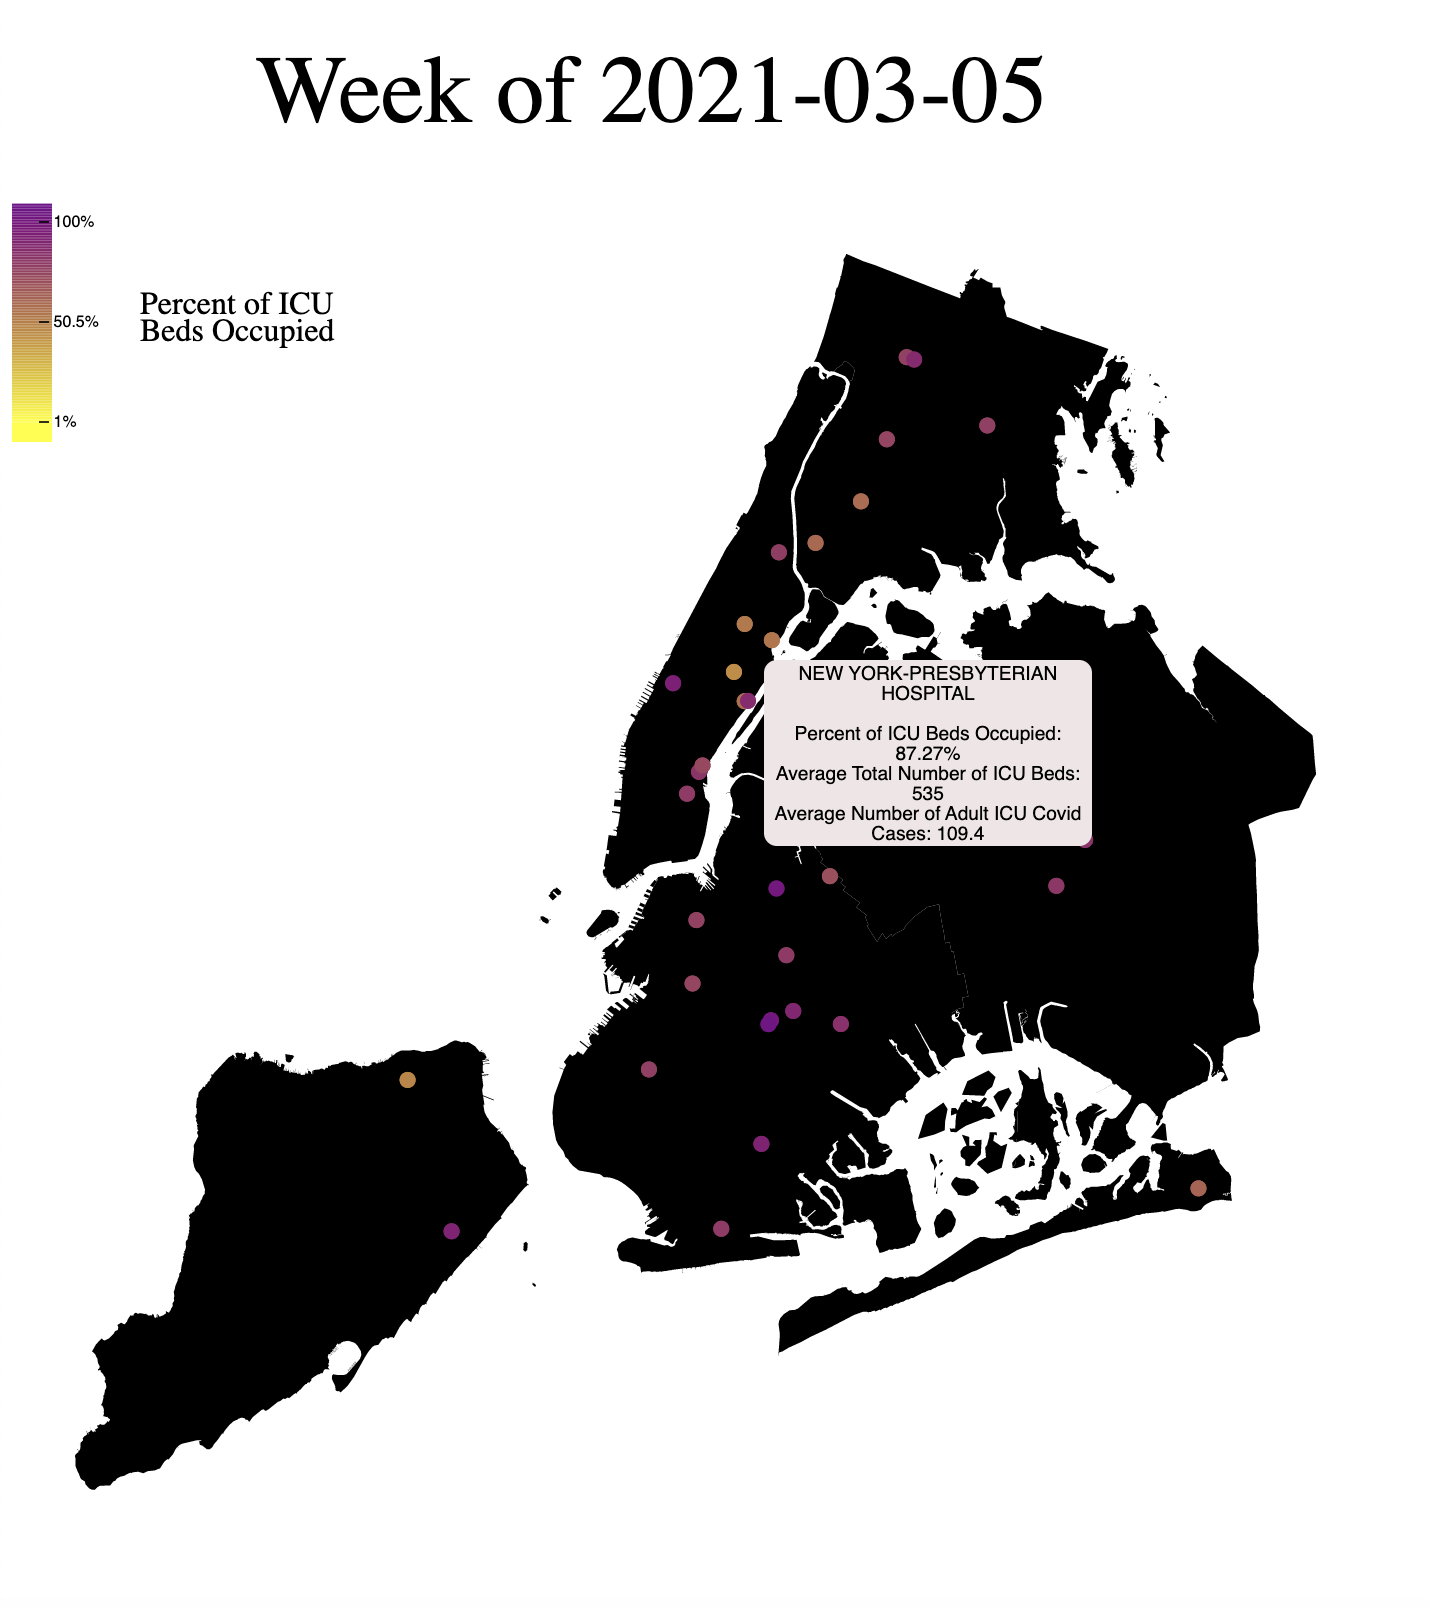 Week of 2021-03-05
100%
50.5%
1%
Percent of ICU
Beds Occupied
NEW YORK-PRESBYTERIAN
HOSPITAL
Percent of ICU Beds Occupied:
87.27%
Average Total Number of ICU Beds:
535
Average Number of Adult ICU Covid
Cases: 109.4